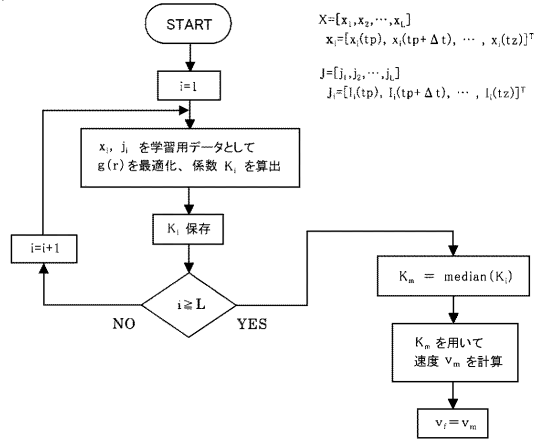 START
X=[x₁,x₂,…,x_L]
x_i=[x_i(tp), x_i(tp+Δt), …, x_i(tz)]ᵀ
J=[j₁,j₂,…,j_L]
j_i=[I_i(tp), I_i(tp+Δt), …, I_i(tz)]ᵀ
i=1
x_i, j_i を学習用データとして
g(r)を最適化、係数 K_i を算出
K_i 保存
i=i+1
i≧L
NO
YES
K_m = median(K_i)
K_m を用いて
速度 v_m を計算
v_f=v_m